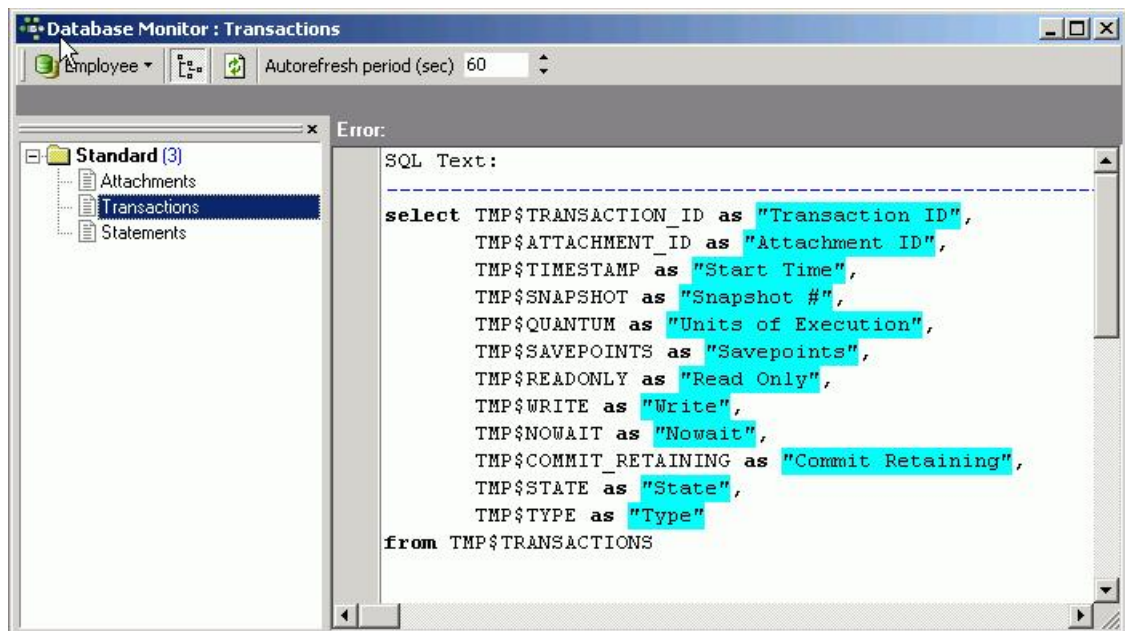 Database Monitor : Transactions
Employee
Autorefresh period (sec) 60
Error:
Standard (3)
Attachments
Transactions
Statements
SQL Text:
select TMP$TRANSACTION_ID as "Transaction ID",
TMP$ATTACHMENT_ID as "Attachment ID",
TMP$TIMESTAMP as "Start Time",
TMP$SNAPSHOT as "Snapshot #",
TMP$QUANTUM as "Units of Execution",
TMP$SAVEPOINTS as "Savepoints",
TMP$READONLY as "Read Only",
TMP$WRITE as "Write",
TMP$NOWAIT as "Nowait",
TMP$COMMIT_RETAINING as "Commit Retaining",
TMP$STATE as "State",
TMP$TYPE as "Type"
from TMP$TRANSACTIONS